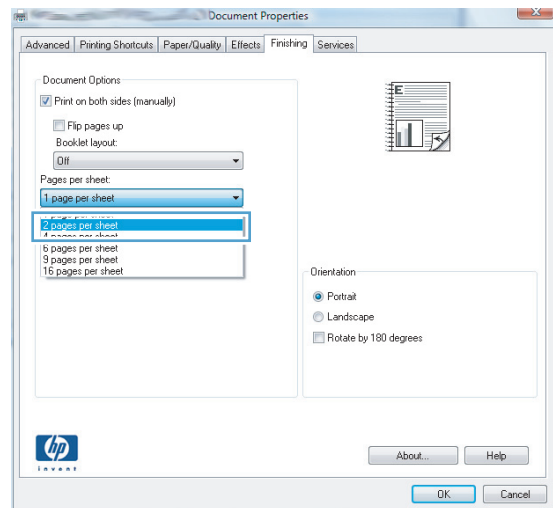 Document Properties
Advanced Printing Shortcuts Paper/Quality Effects Finishing Services
Document Options
Print on both sides (manually)
Flip pages up
Booklet layout:
Off
Pages per sheet:
1 page per sheet
2 pages per sheet
6 pages per sheet
9 pages per sheet
16 pages per sheet
Orientation
Portrait
Landscape
Rotate by 180 degrees
E
hp
invent
About... Help
OK Cancel